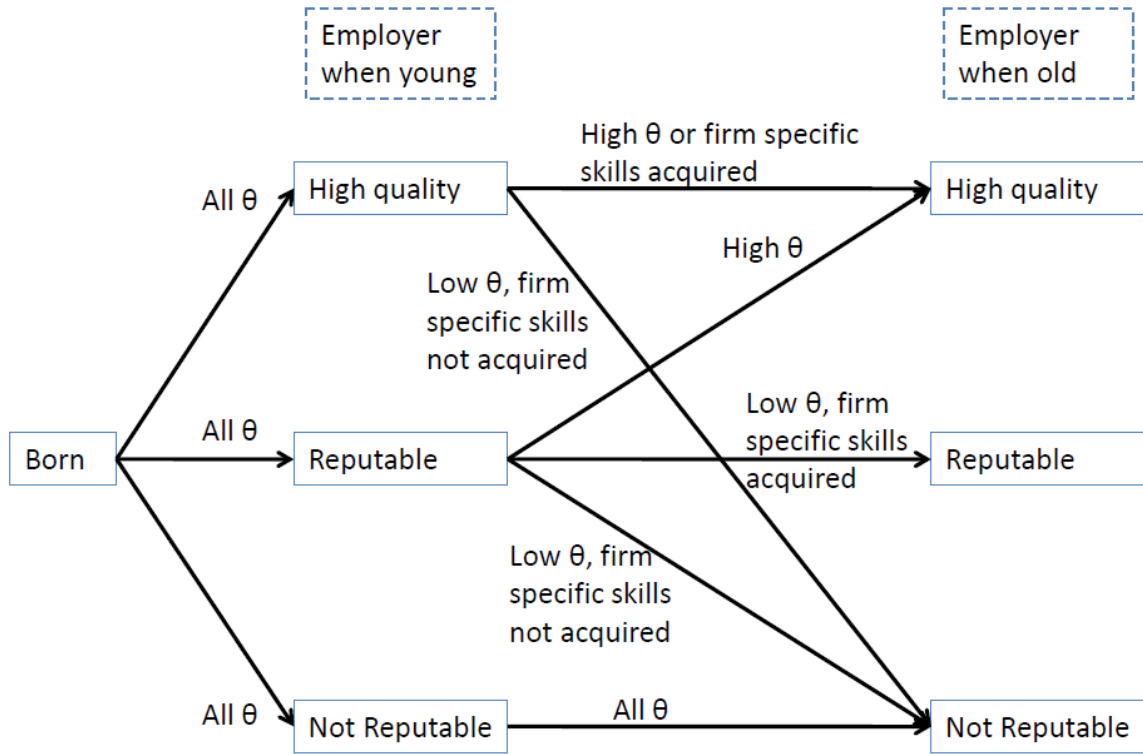 Employer
when young
Employer
when old
High θ or firm specific
skills acquired
All θ
High quality
High quality
High θ
Low θ, firm
specific skills
not acquired
Low θ, firm
specific skills
acquired
All θ
Born
Reputable
Reputable
Low θ, firm
specific skills
not acquired
All θ
Not Reputable
All θ
Not Reputable